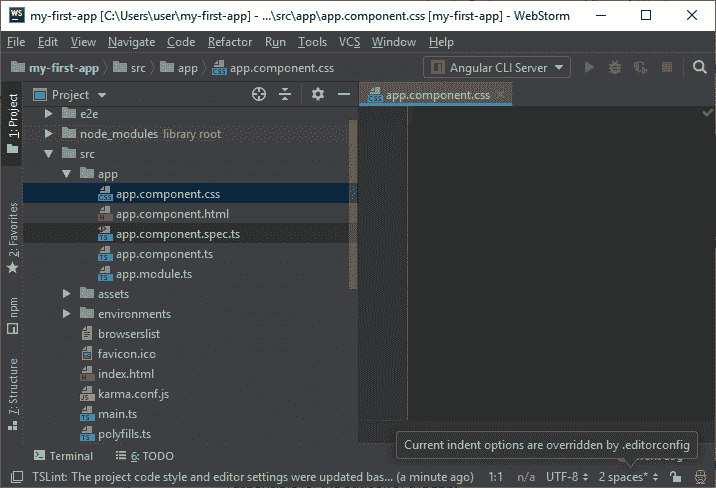 WS my-first-app [C:\Users\user\my-first-app] - ...\src\app\app.component.css [my-first-app] - WebStorm
File Edit View Navigate Code Refactor Run Tools VCS Window Help
my-first-app src app app.component.css Angular CLI Server
1: Project
2: Favorites
npm
7: Structure
Project
e2e
node_modules library root
src
app
app.component.css
app.component.html
app.component.spec.ts
app.component.ts
app.module.ts
assets
environments
browserslist
favicon.ico
index.html
karma.conf.js
main.ts
polyfills.ts
app.component.css
Current indent options are overridden by .editorconfig
Terminal 6: TODO
TSLint: The project code style and editor settings were updated bas... (a minute ago) 1:1 n/a UTF-8 2 spaces*